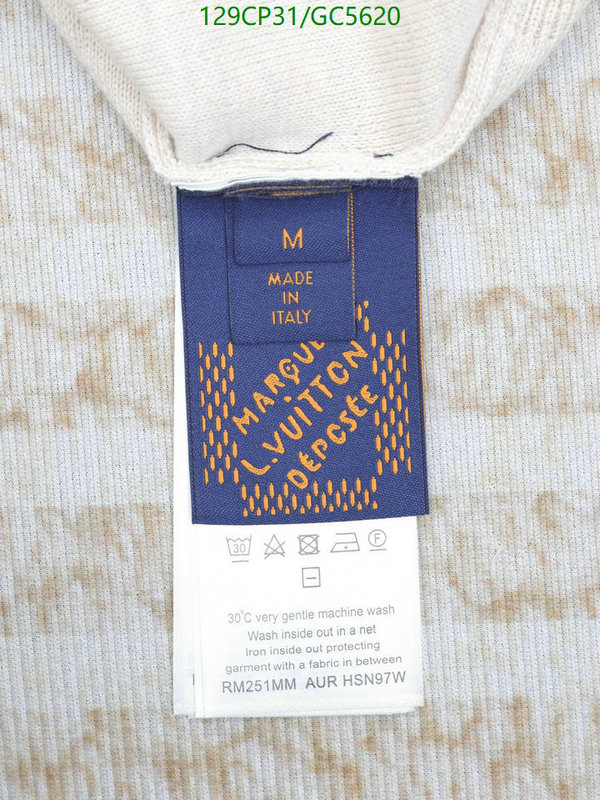 129CP31/GC5620
M
MADE
IN
ITALY
L.VUITTON
DÉPOSÉE
30
F
30°C very gentle machine wash
Wash inside out in a net
Iron inside out protecting
garment with a fabric in between
RM251MM AUR HSN97W